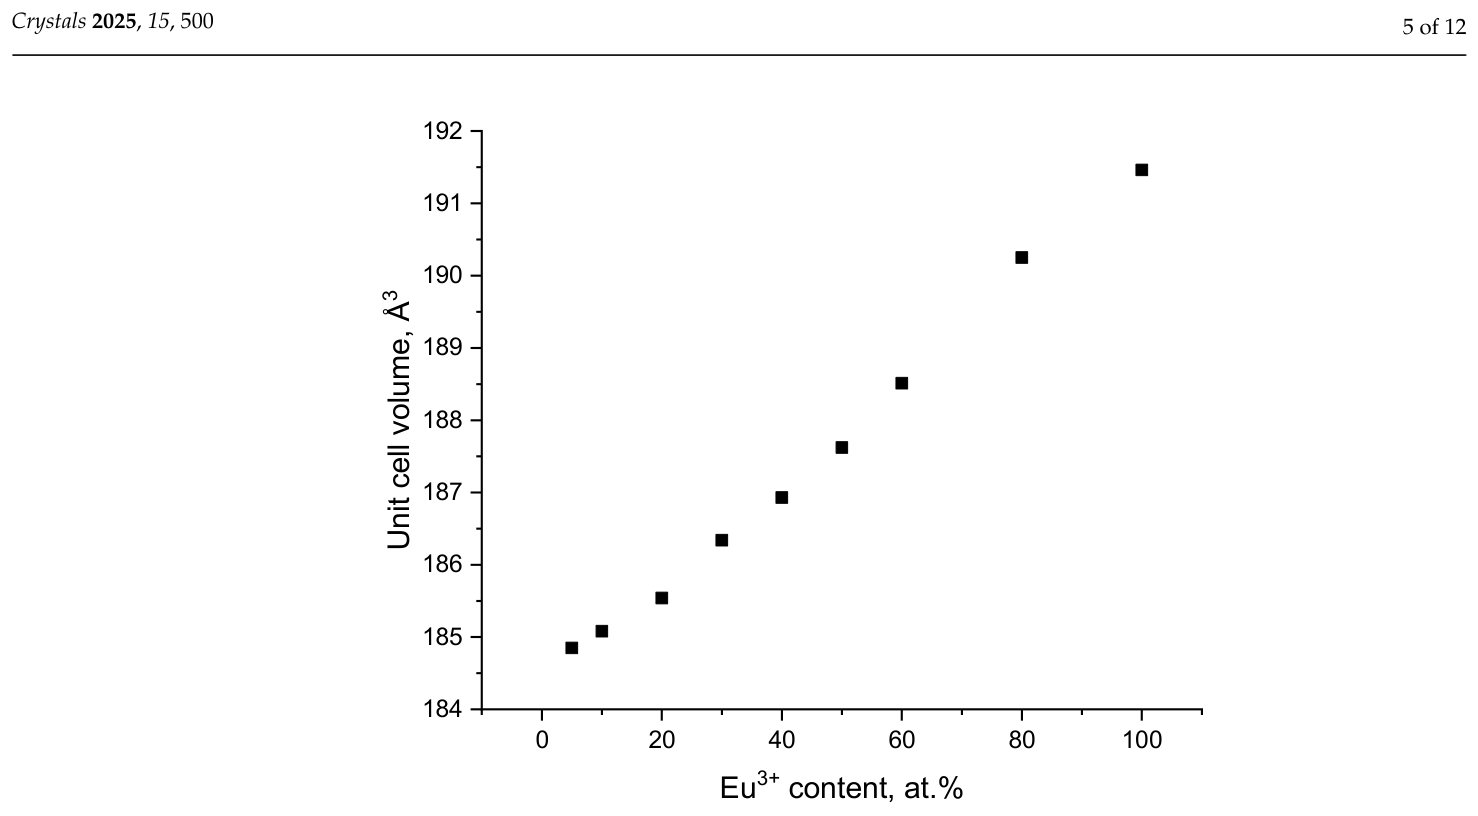 Crystals 2025, 15, 500
5 of 12
192
191
190
189
188
187
186
185
184
Unit cell volume, Å³
0 20 40 60 80 100
Eu³⁺ content, at.%